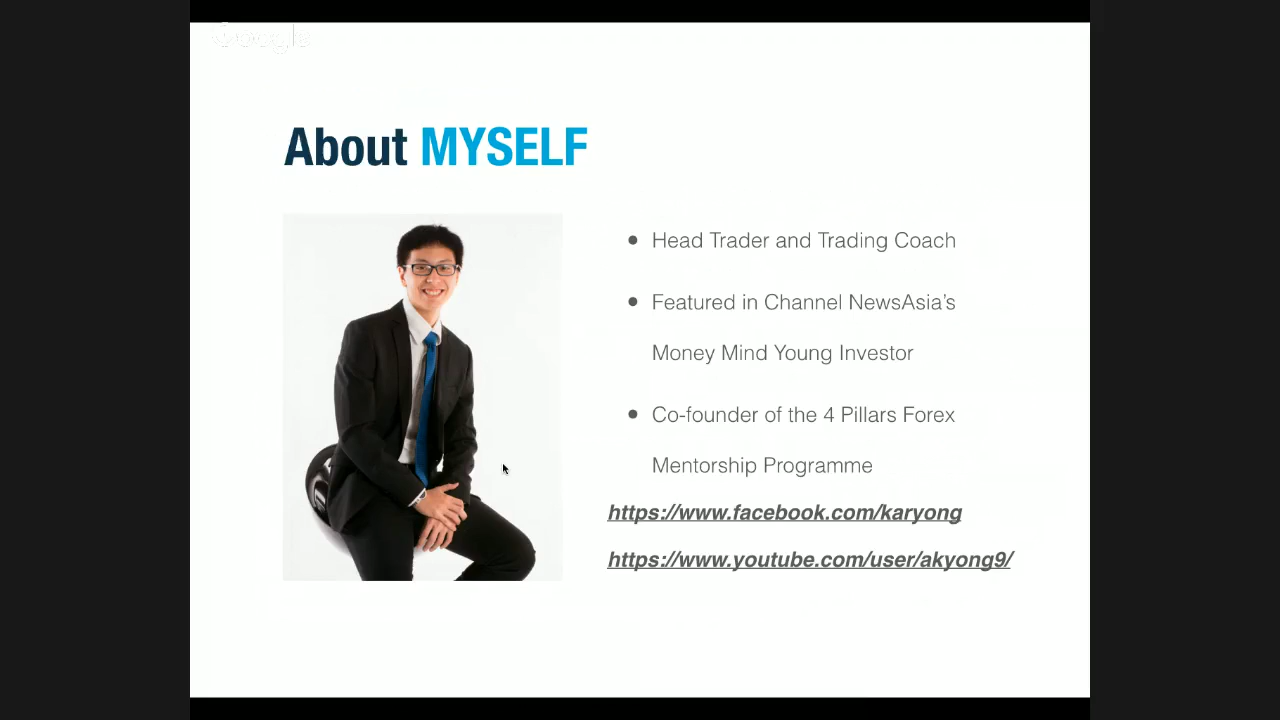 Google
About MYSELF
Head Trader and Trading Coach
Featured in Channel NewsAsia's
Money Mind Young Investor
Co-founder of the 4 Pillars Forex
Mentorship Programme
https://www.facebook.com/karyong
https://www.youtube.com/user/akyong9/